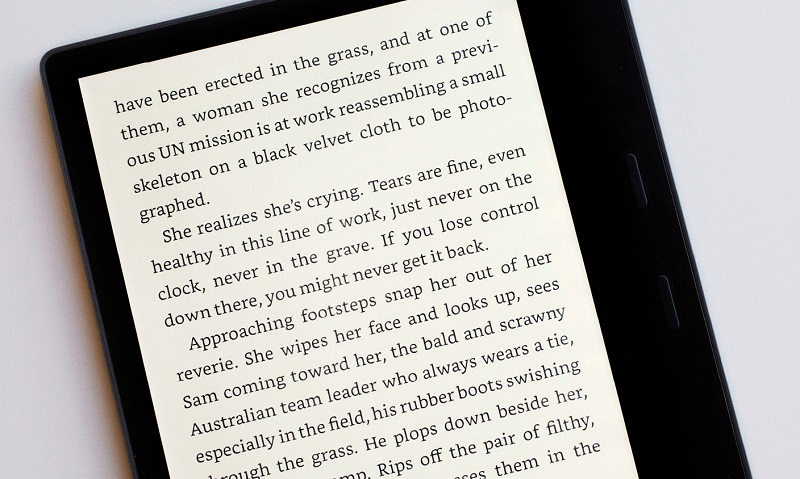 have been erected in the grass, and at one of
them, a woman she recognizes from a previ-
ous UN mission is at work reassembling a small
skeleton on a black velvet cloth to be photo-
graphed.
She realizes she's crying. Tears are fine, even
healthy in this line of work, just never on the
clock, never in the grave. If you lose control
down there, you might never get it back.
Approaching footsteps snap her out of her
reverie. She wipes her face and looks up, sees
Sam coming toward her, the bald and scrawny
Australian team leader who always wears a tie,
especially in the field, his rubber boots swishing
through the grass. He plops down beside her,
Rips off the pair of filthy,
them in the